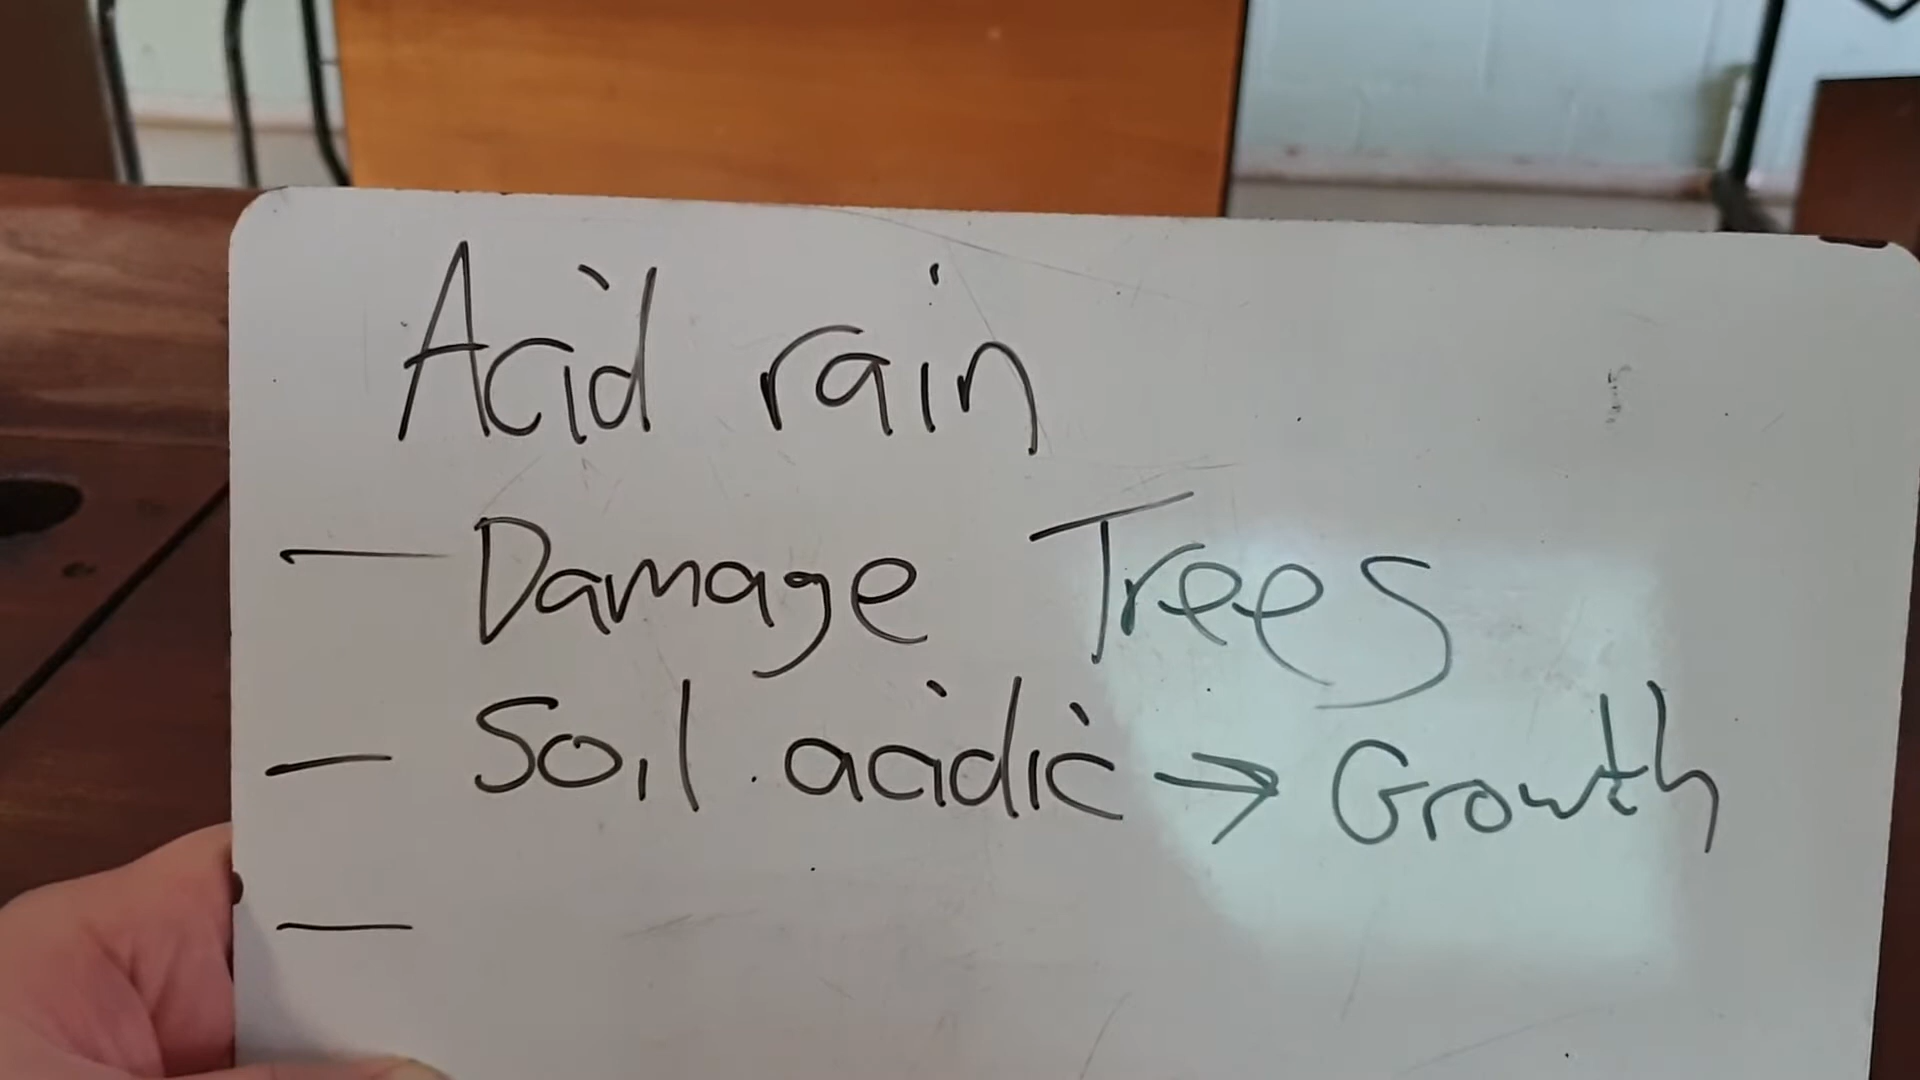 Acid rain
— Damage Trees
— Soil acidic → Growth
—